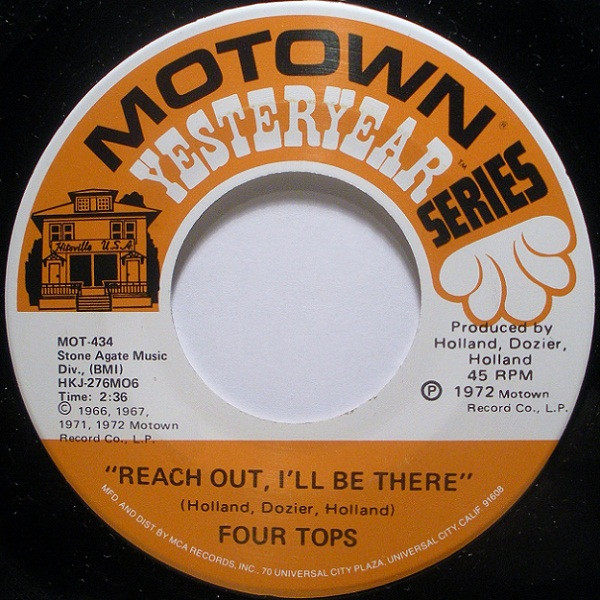 MOTOWN®
YESTERYEAR™
SERIES
Hitsville U.S.A
MOT-434
Stone Agate Music
Div., (BMI)
HKJ-276MO6
Time: 2:36
© 1966, 1967,
1971, 1972 Motown
Record Co., L.P.
Produced by
Holland, Dozier,
Holland
45 RPM
℗ 1972 Motown
Record Co., L.P.
"REACH OUT, I'LL BE THERE"
(Holland, Dozier, Holland)
FOUR TOPS
MFD. AND DIST BY MCA RECORDS, INC., 70 UNIVERSAL CITY PLAZA, UNIVERSAL CITY, CALIF. 91608